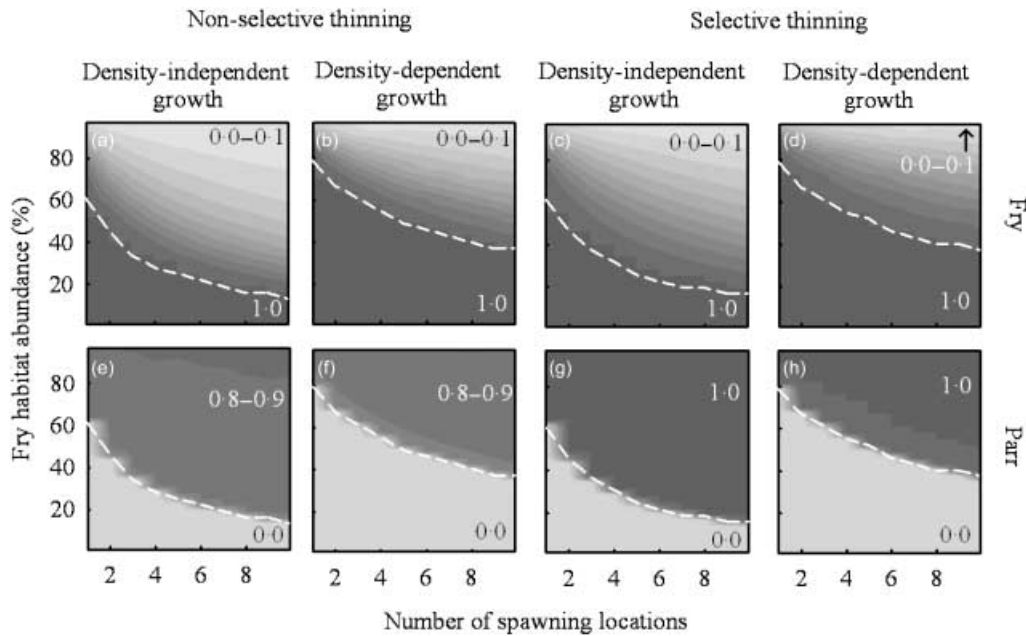 Non-selective thinning
Selective thinning
Density-independent
growth
Density-dependent
growth
Density-independent
growth
Density-dependent
growth
Fry habitat abundance (%)
80
60
40
20
(a)
0·0–0·1
1·0
(b)
0·0–0·1
1·0
(c)
0·0–0·1
1·0
(d)
0·0–0·1
1·0
Fry
80
60
40
20
(e)
0·8–0·9
0·0
(f)
0·8–0·9
0·0
(g)
1·0
0·0
(h)
1·0
0·0
Parr
2 4 6 8
2 4 6 8
2 4 6 8
2 4 6 8
Number of spawning locations